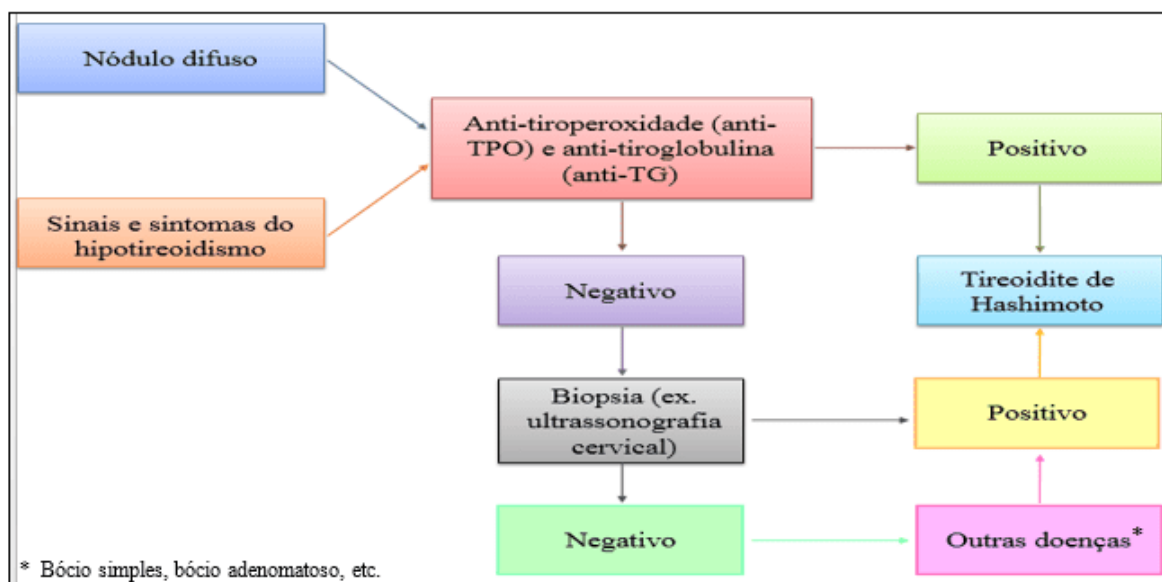 Nódulo difuso
Sinais e sintomas do
hipotireoidismo
Anti-tiroperoxidade (anti-
TPO) e anti-tiroglobulina
(anti-TG)
Positivo
Negativo
Tireoidite de
Hashimoto
Biopsia (ex.
ultrassonografia
cervical)
Positivo
Negativo
Outras doenças*
* Bócio simples, bócio adenomatoso, etc.